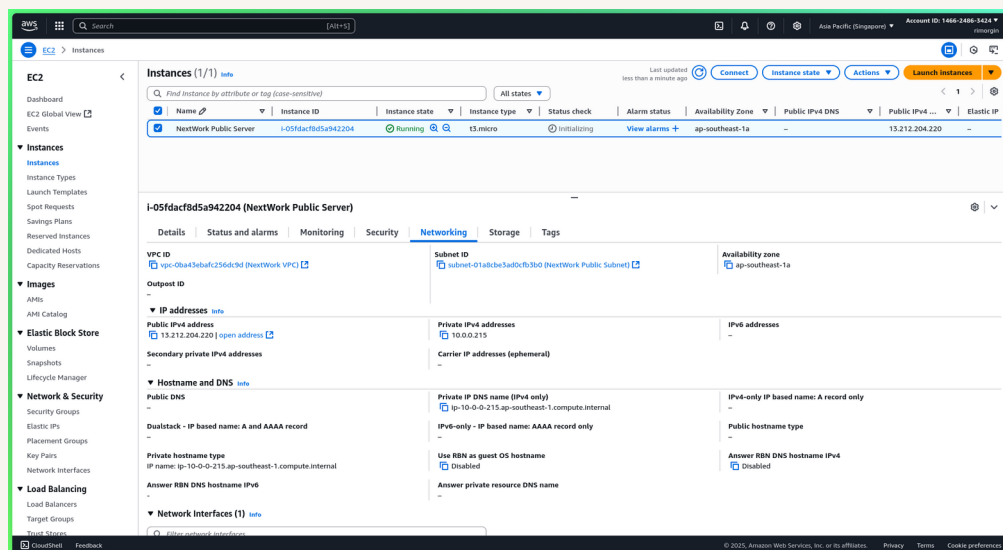 aws
Search [Alt+S]
Asia Pacific (Singapore) ▼
Account ID: 1466-2486-3424 ▼
rimorgin
EC2 > Instances
EC2
Dashboard
EC2 Global View
Events
▼ Instances
Instances
Instance Types
Launch Templates
Spot Requests
Savings Plans
Reserved Instances
Dedicated Hosts
Capacity Reservations
▼ Images
AMIs
AMI Catalog
▼ Elastic Block Store
Volumes
Snapshots
Lifecycle Manager
▼ Network & Security
Security Groups
Elastic IPs
Placement Groups
Key Pairs
Network Interfaces
▼ Load Balancing
Load Balancers
Target Groups
Trust Stores
Instances (1/1) Info
Last updated
less than a minute ago
Connect
Instance state ▼
Actions ▼
Launch instances
Find Instance by attribute or tag (case-sensitive)
All states ▼
< 1 >
Name Instance ID Instance state Instance type Status check Alarm status Availability Zone Public IPv4 DNS Public IPv4 ... Elastic IP
NextWork Public Server i-05fdacf8d5a942204 Running t3.micro Initializing View alarms + ap-southeast-1a – 13.212.204.220 –
i-05fdacf8d5a942204 (NextWork Public Server)
Details Status and alarms Monitoring Security Networking Storage Tags
VPC ID Subnet ID Availability zone
vpc-0ba43ebafc256dc9d (NextWork VPC) subnet-01a8cbe3ad0cfb3b0 (NextWork Public Subnet) ap-southeast-1a
Outpost ID
–
▼ IP addresses Info
Public IPv4 address Private IPv4 addresses IPv6 addresses
13.212.204.220 | open address 10.0.0.215 –
Secondary private IPv4 addresses Carrier IP addresses (ephemeral)
– –
▼ Hostname and DNS Info
Public DNS Private IP DNS name (IPv4 only) IPv4-only IP based name: A record only
– ip-10-0-0-215.ap-southeast-1.compute.internal –
Dualstack - IP based name: A and AAAA record IPv6-only - IP based name: AAAA record only Public hostname type
– – –
Private hostname type Use RBN as guest OS hostname Answer RBN DNS hostname IPv4
IP name: ip-10-0-0-215.ap-southeast-1.compute.internal Disabled Disabled
Answer RBN DNS hostname IPv6 Answer private resource DNS name
- –
▼ Network Interfaces (1) Info
Filter network interfaces
CloudShell Feedback
© 2025, Amazon Web Services, Inc. or its affiliates. Privacy Terms Cookie preferences